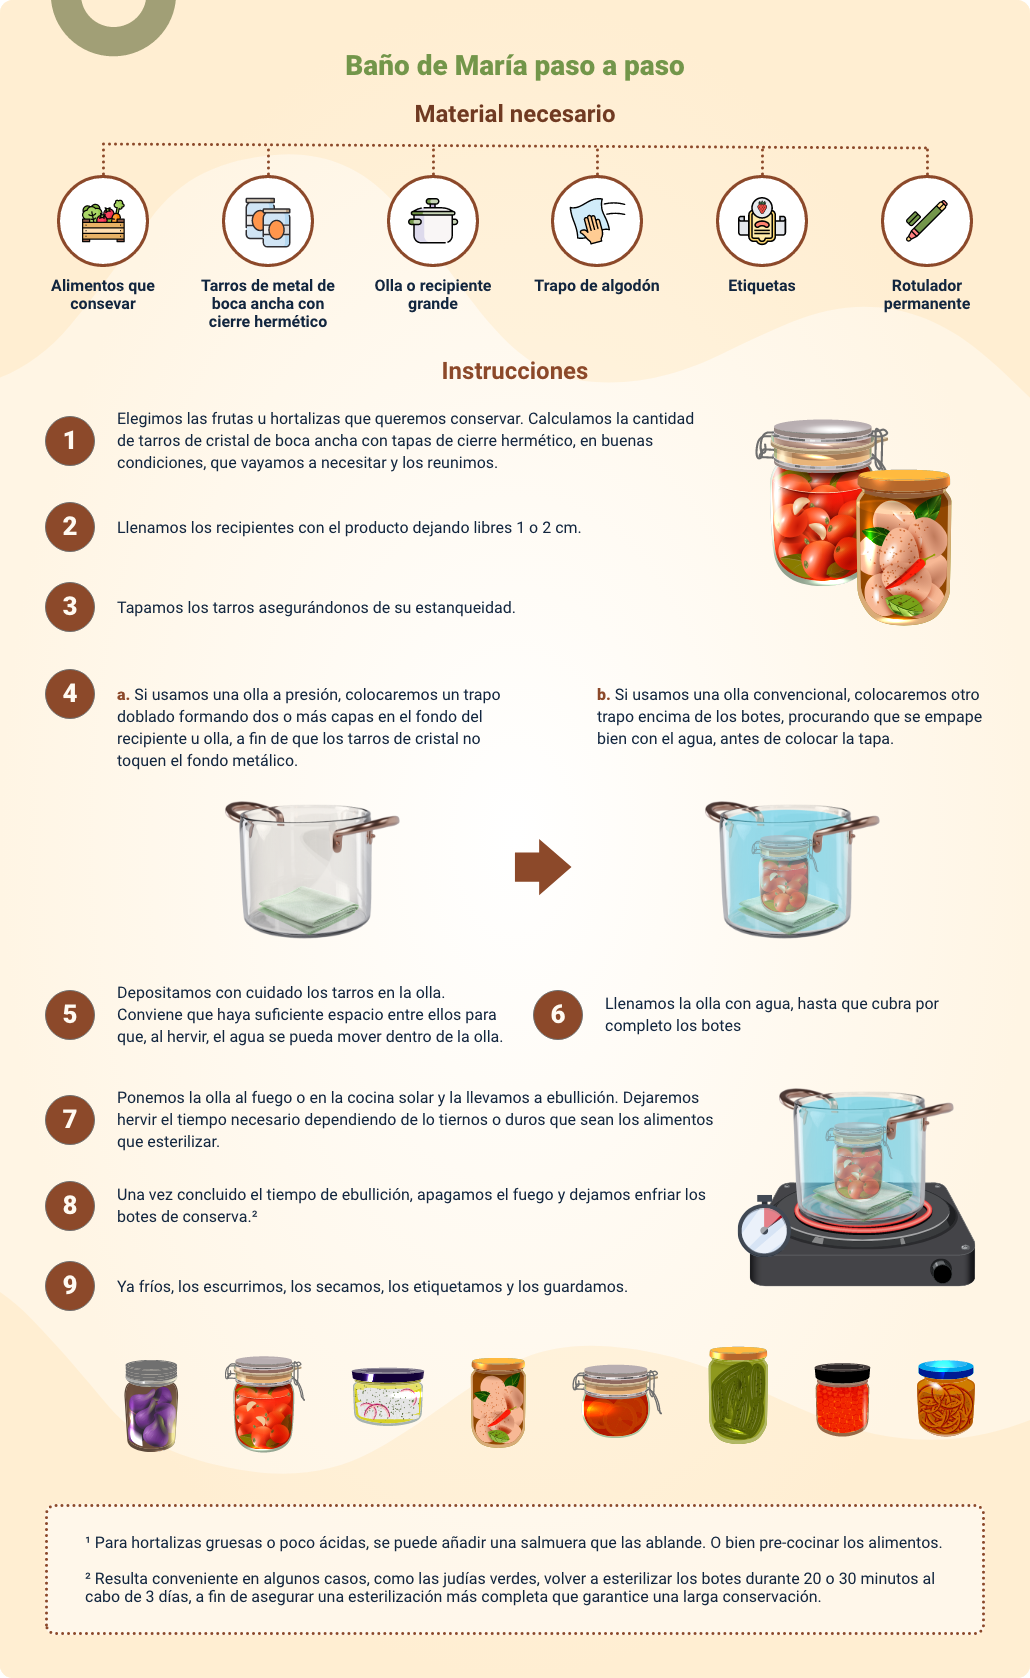 Baño de María paso a paso
Material necesario
Alimentos que
consevar
Tarros de metal de
boca ancha con
cierre hermético
Olla o recipiente
grande
Trapo de algodón
Etiquetas
Rotulador
permanente
Instrucciones
1
Elegimos las frutas u hortalizas que queremos conservar. Calculamos la cantidad
de tarros de cristal de boca ancha con tapas de cierre hermético, en buenas
condiciones, que vayamos a necesitar y los reunimos.
2
Llenamos los recipientes con el producto dejando libres 1 o 2 cm.
3
Tapamos los tarros asegurándonos de su estanqueidad.
4
a. Si usamos una olla a presión, colocaremos un trapo
doblado formando dos o más capas en el fondo del
recipiente u olla, a fin de que los tarros de cristal no
toquen el fondo metálico.
b. Si usamos una olla convencional, colocaremos otro
trapo encima de los botes, procurando que se empape
bien con el agua, antes de colocar la tapa.
5
Depositamos con cuidado los tarros en la olla.
Conviene que haya suficiente espacio entre ellos para
que, al hervir, el agua se pueda mover dentro de la olla.
6
Llenamos la olla con agua, hasta que cubra por
completo los botes
7
Ponemos la olla al fuego o en la cocina solar y la llevamos a ebullición. Dejaremos
hervir el tiempo necesario dependiendo de lo tiernos o duros que sean los alimentos
que esterilizar.
8
Una vez concluido el tiempo de ebullición, apagamos el fuego y dejamos enfriar los
botes de conserva.²
9
Ya fríos, los escurrimos, los secamos, los etiquetamos y los guardamos.
¹ Para hortalizas gruesas o poco ácidas, se puede añadir una salmuera que las ablande. O bien pre-cocinar los alimentos.
² Resulta conveniente en algunos casos, como las judías verdes, volver a esterilizar los botes durante 20 o 30 minutos al
cabo de 3 días, a fin de asegurar una esterilización más completa que garantice una larga conservación.